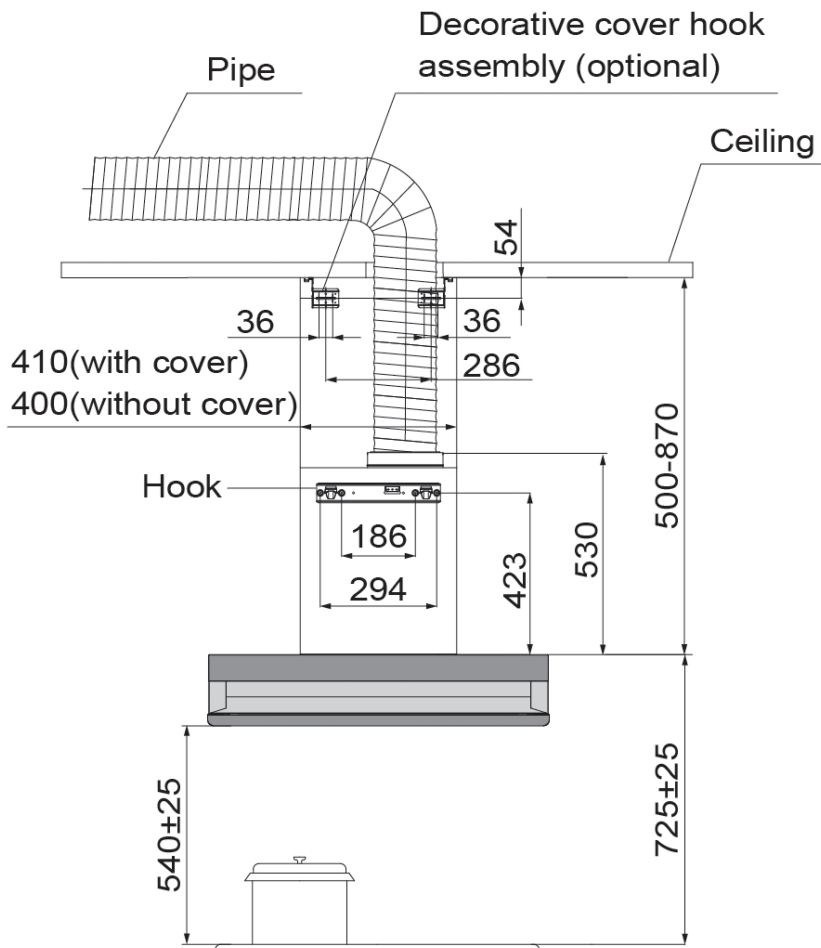 Decorative cover hook
assembly (optional)
Pipe
Ceiling
54
36
36
410(with cover)
286
400(without cover)
500-870
Hook
186
530
294
423
540±25
725±25